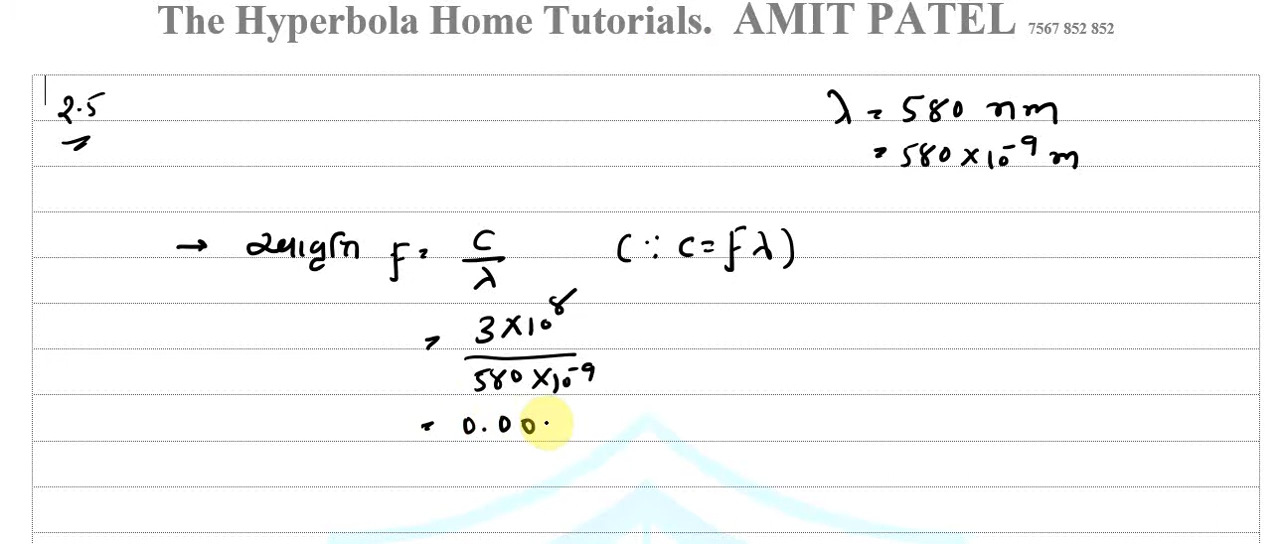 The Hyperbola Home Tutorials. AMIT PATEL 7567 852 852
2.5
λ = 580 nm
= 580 × 10⁻⁹ m
→ આવૃત્તિ f = c/λ (∵ c = fλ)
= 3 × 10⁸ / 580 × 10⁻⁹
= 0.00